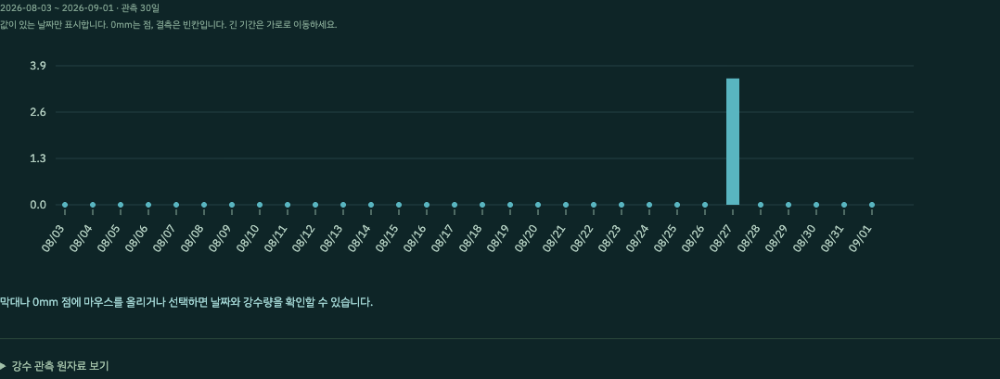 2026-08-03 ~ 2026-09-01 · 관측 30일
값이 있는 날짜만 표시합니다. 0mm는 점, 결측은 빈칸입니다. 긴 기간은 가로로 이동하세요.
3.9
2.6
1.3
0.0
08/03 08/04 08/05 08/06 08/07 08/08 08/09 08/10 08/11 08/12 08/13 08/14 08/15 08/16 08/17 08/18 08/19 08/20 08/21 08/22 08/23 08/24 08/25 08/26 08/27 08/28 08/29 08/30 08/31 09/01
막대나 0mm 점에 마우스를 올리거나 선택하면 날짜와 강수량을 확인할 수 있습니다.
▶ 강수 관측 원자료 보기